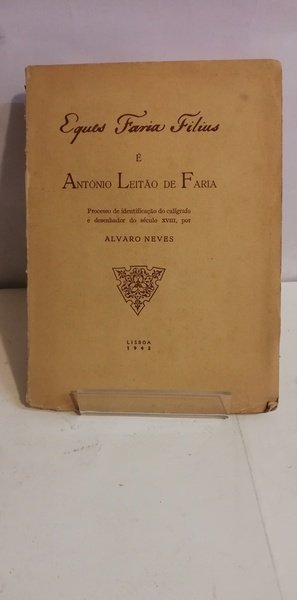 Eques Faria Filius
É
ANTÓNIO LEITÃO DE FARIA
Processo de identificação do calígrafo
e desenhador do século XVIII, por
ALVARO NEVES
LISBOA
1942